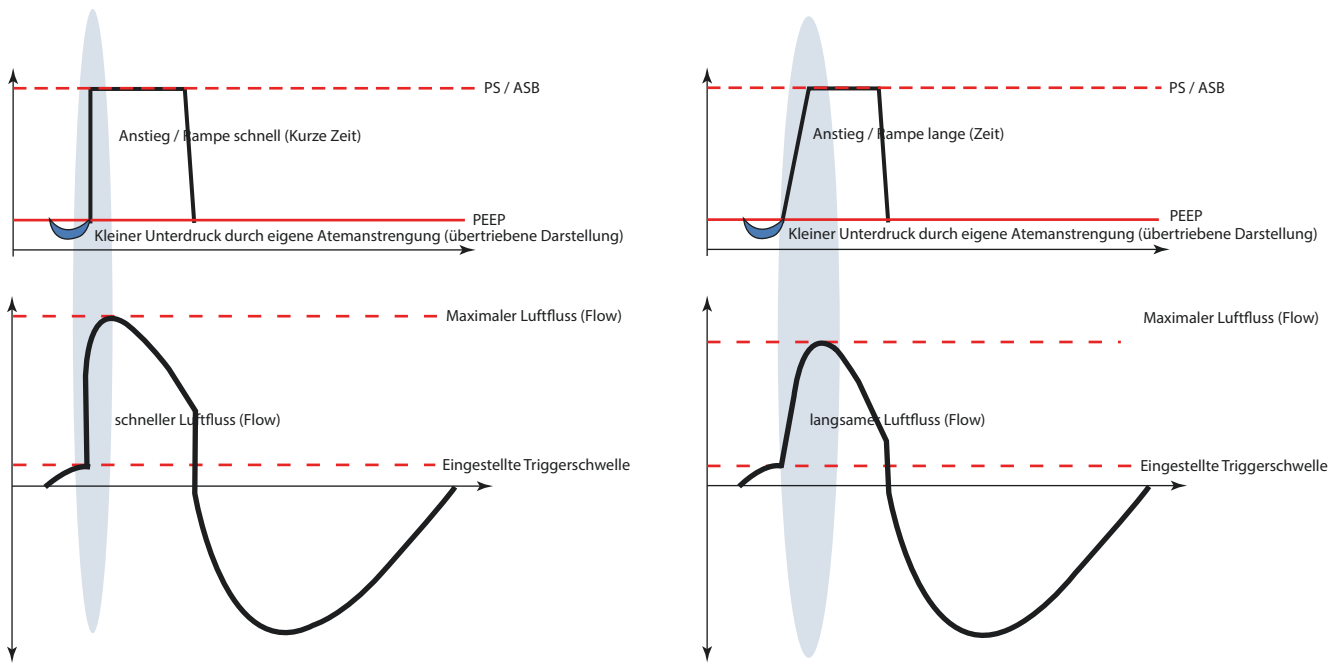 PS / ASB
Anstieg / Rampe schnell (Kurze Zeit)
PEEP
Kleiner Unterdruck durch eigene Atemanstrengung (übertriebene Darstellung)
Maximaler Luftfluss (Flow)
schneller Luftfluss (Flow)
Eingestellte Triggerschwelle
PS / ASB
Anstieg / Rampe lange (Zeit)
PEEP
Kleiner Unterdruck durch eigene Atemanstrengung (übertriebene Darstellung)
Maximaler Luftfluss (Flow)
langsamer Luftfluss (Flow)
Eingestellte Triggerschwelle